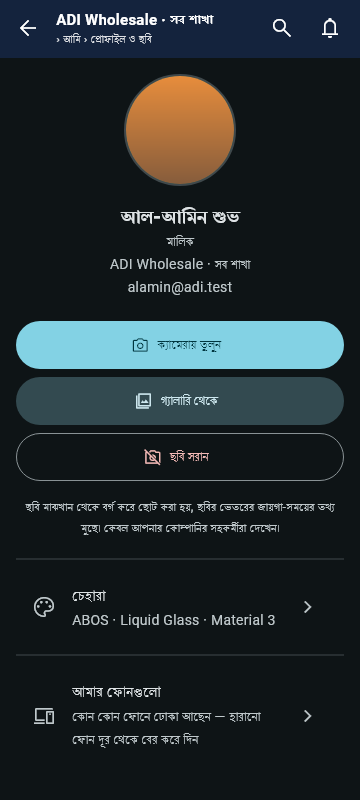 ADI Wholesale · সব শাখা
› আমি › প্রোফাইল ও ছবি
আল-আমিন শুভ
মালিক
ADI Wholesale · সব শাখা
alamin@adi.test
ক্যামেরায় তুলুন
গ্যালারি থেকে
ছবি সরান
ছবি মাঝখান থেকে বর্গ করে ছোট করা হয়, ছবির ভেতরের জায়গা-সময়ের তথ্য
মুছে। কেবল আপনার কোম্পানির সহকর্মীরা দেখেন।
চেহারা
ABOS · Liquid Glass · Material 3
আমার ফোনগুলো
কোন কোন ফোনে ঢোকা আছেন — হারানো
ফোন দূর থেকে বের করে দিন